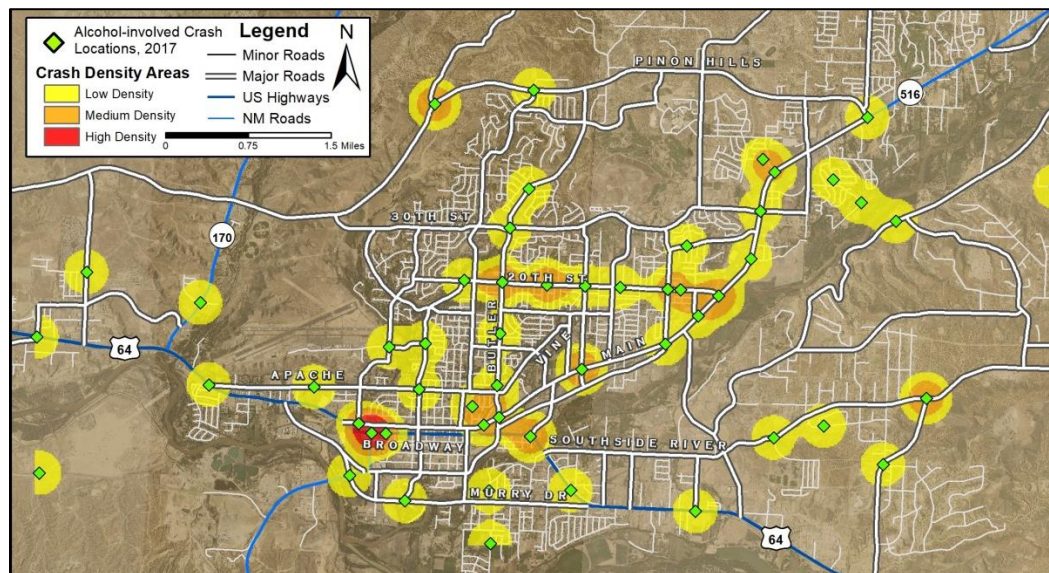 Alcohol-involved Crash
Locations, 2017
Crash Density Areas
Low Density
Medium Density
High Density
Legend
Minor Roads
Major Roads
US Highways
NM Roads
0 0.75 1.5 Miles
N
PINON HILLS
516
30TH ST.
170
20TH ST
BUTLER
VINE
MAIN
64
APACHE
BROADWAY
SOUTHSIDE RIVER
MURRY DR
64